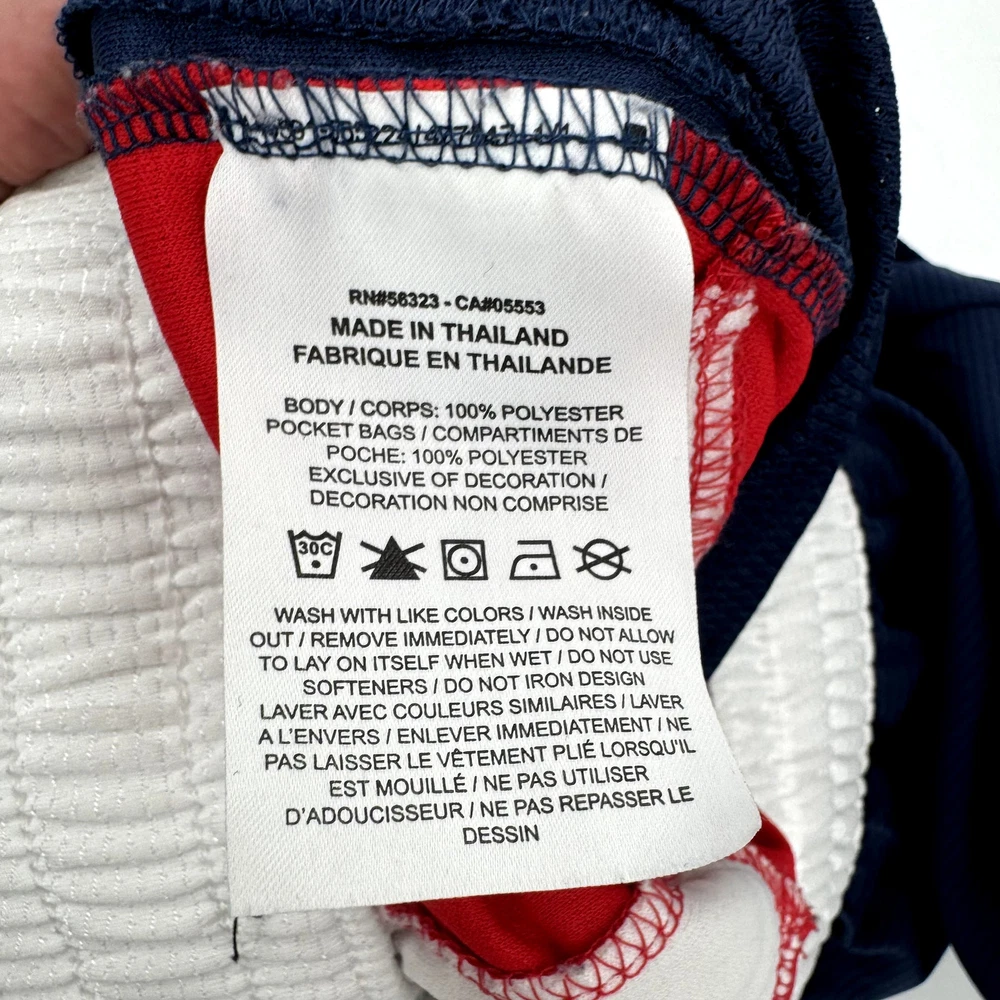 RN#56323 - CA#05553
MADE IN THAILAND
FABRIQUE EN THAILANDE
BODY / CORPS: 100% POLYESTER
POCKET BAGS / COMPARTIMENTS DE
POCHE: 100% POLYESTER
EXCLUSIVE OF DECORATION /
DECORATION NON COMPRISE
30C
WASH WITH LIKE COLORS / WASH INSIDE
OUT / REMOVE IMMEDIATELY / DO NOT ALLOW
TO LAY ON ITSELF WHEN WET / DO NOT USE
SOFTENERS / DO NOT IRON DESIGN
LAVER AVEC COULEURS SIMILAIRES / LAVER
A L'ENVERS / ENLEVER IMMEDIATEMENT / NE
PAS LAISSER LE VÊTEMENT PLIÉ LORSQU'IL
EST MOUILLÉ / NE PAS UTILISER
D'ADOUCISSEUR / NE PAS REPASSER LE
DESSIN